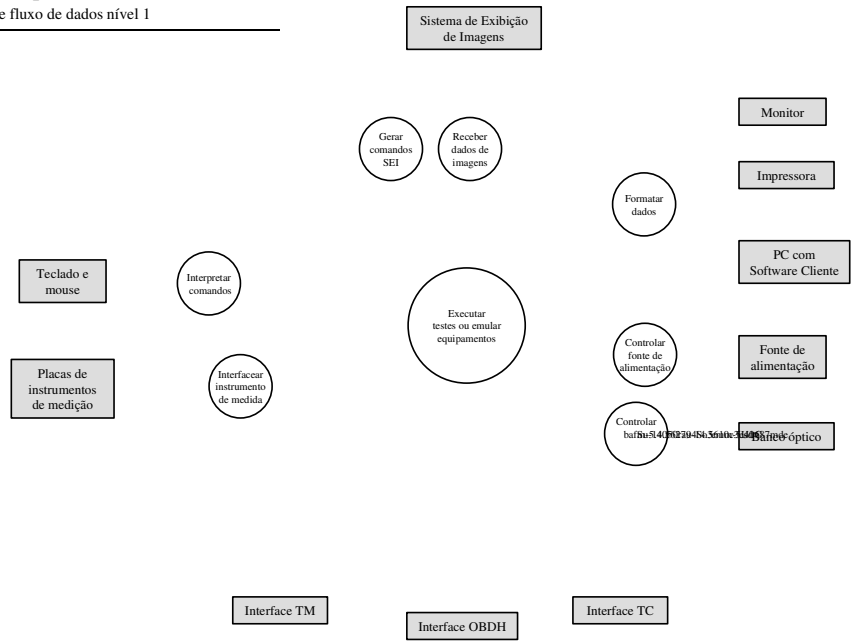 e fluxo de dados nível 1
Sistema de Exibição
de Imagens
Monitor
Gerar
comandos
SEI
Receber
dados de
imagens
Impressora
Formatar
dados
PC com
Software Cliente
Teclado e
mouse
Interpretar
comandos
Executar
testes ou emular
equipamentos
Controlar
fonte de
alimentação
Fonte de
alimentação
Placas de
instrumentos
de medição
Interfacear
instrumento
de medida
Controlar
óptico
Interface TM
Interface OBDH
Interface TC